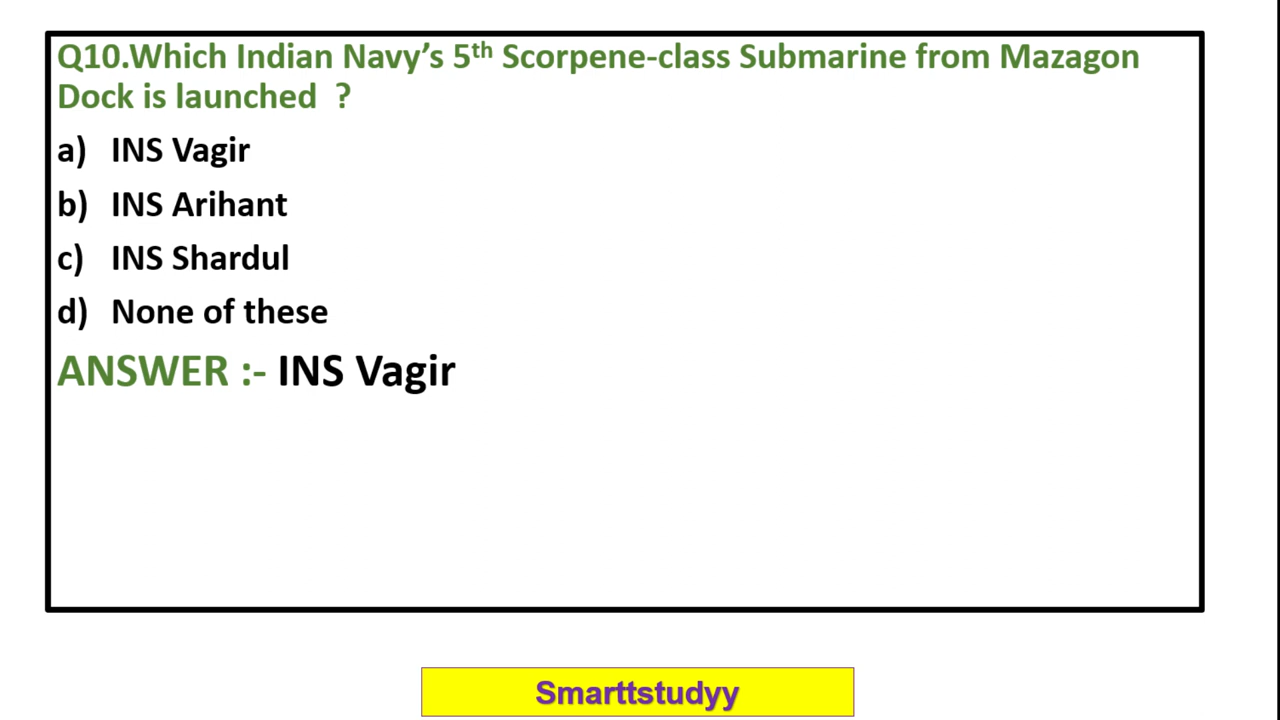 Q10.Which Indian Navy’s 5th Scorpene-class Submarine from Mazagon
Dock is launched ?
a) INS Vagir
b) INS Arihant
c) INS Shardul
d) None of these
ANSWER :- INS Vagir
Smarttstudyy